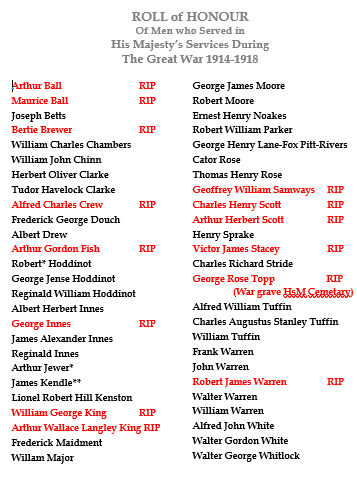 ROLL of HONOUR
Of Men who Served in
His Majesty's Services During
The Great War 1914-1918
Arthur Ball RIP
Maurice Ball RIP
Joseph Betts
Bertie Brewer RIP
William Charles Chambers
William John Chinn
Herbert Oliver Clarke
Tudor Havelock Clarke
Alfred Charles Crew RIP
Frederick George Douch
Albert Drew
Arthur Gordon Fish RIP
Robert* Hoddinot
George Jense Hoddinot
Reginald William Hoddinot
Albert Herbert Innes
George Innes RIP
James Alexander Innes
Reginald Innes
Arthur Jewer*
James Kendle**
Lionel Robert Hill Kenston
William George King RIP
Arthur Wallace Langley King RIP
Frederick Maidment
Willam Major
George James Moore
Robert Moore
Ernest Henry Noakes
Robert William Parker
George Henry Lane-Fox Pitt-Rivers
Cator Rose
Thomas Henry Rose
Geoffrey William Samways RIP
Charles Henry Scott RIP
Arthur Herbert Scott RIP
Henry Sprake
Victor James Stacey RIP
Charles Richard Stride
George Rose Topp RIP
(War grave HsM Cemetary)
Alfred William Tuffin
Charles Augustus Stanley Tuffin
William Tuffin
Frank Warren
John Warren
Robert James Warren RIP
Walter Warren
William Warren
Alfred John White
Walter Gordon White
Walter George Whitlock